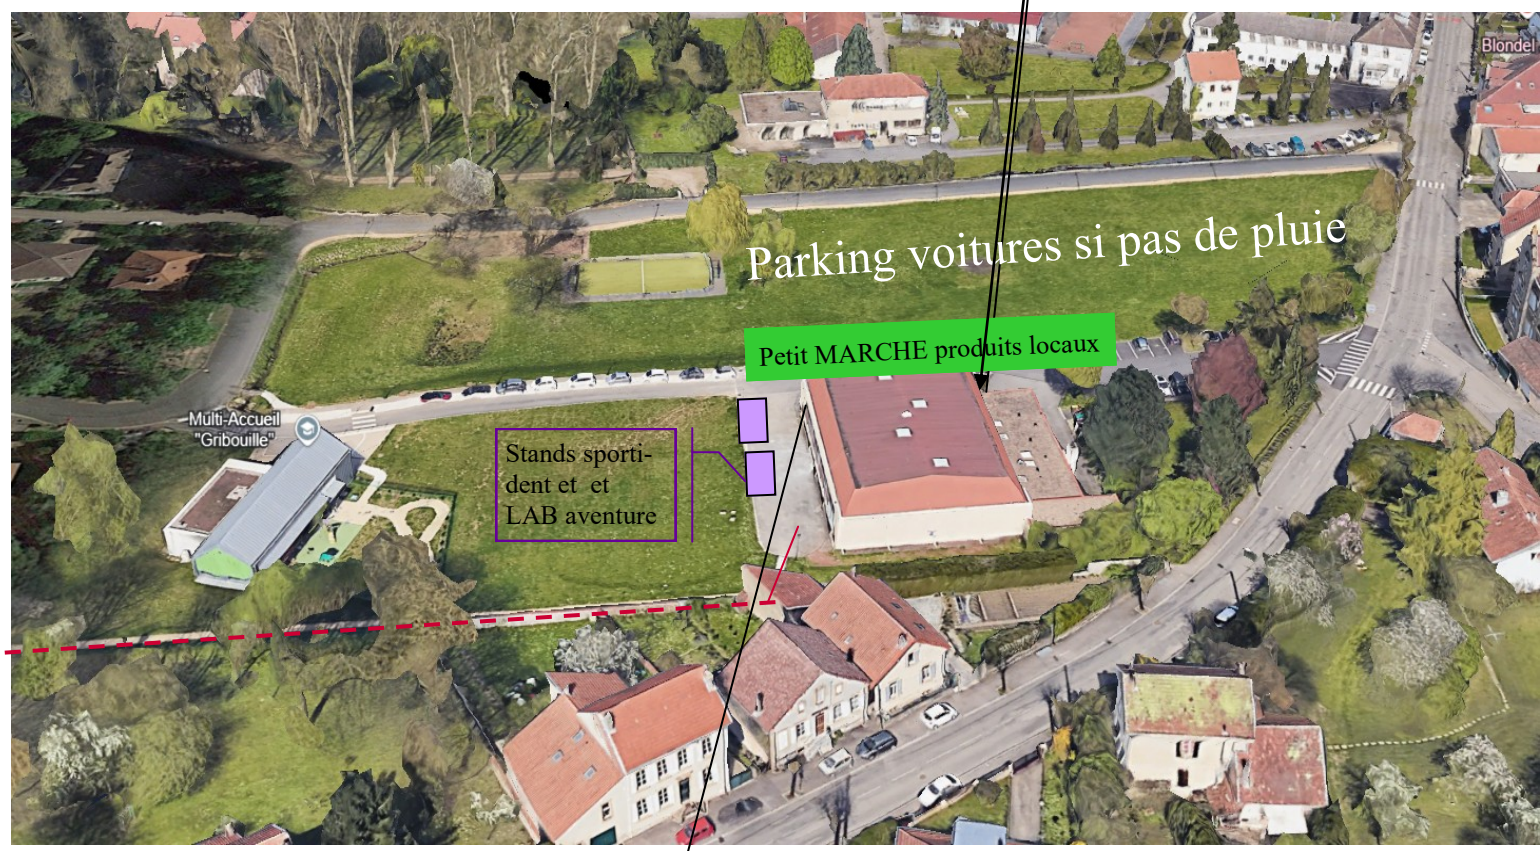 Blondel
Parking voitures si pas de pluie
Petit MARCHE produits locaux
Multi-Accueil
"Gribouille"
Stands sporti-
dent et et
LAB aventure